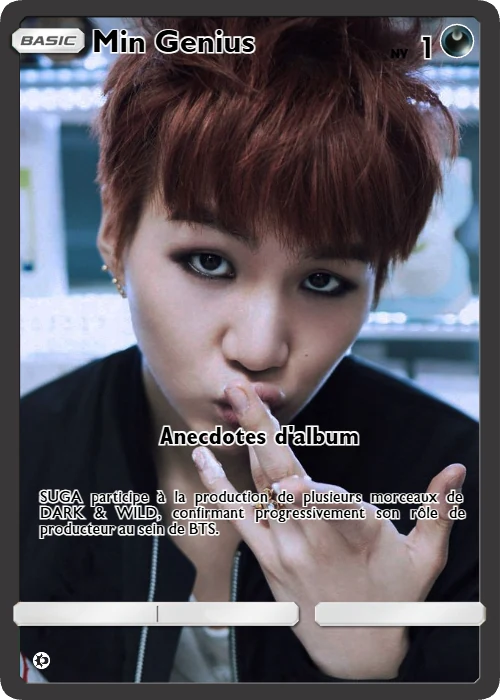 BASIC Min Genius NV 1
Anecdotes d'album
SUGA participe à la production de plusieurs morceaux de
DARK & WILD, confirmant progressivement son rôle de
producteur au sein de BTS.